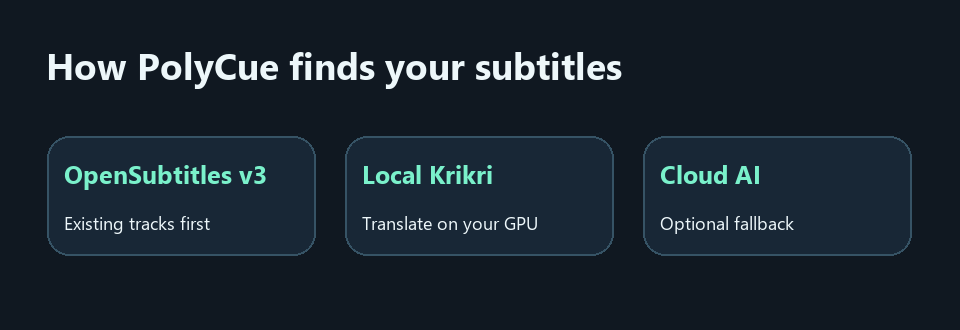 How PolyCue finds your subtitles
OpenSubtitles v3
Existing tracks first
Local Krikri
Translate on your GPU
Cloud AI
Optional fallback